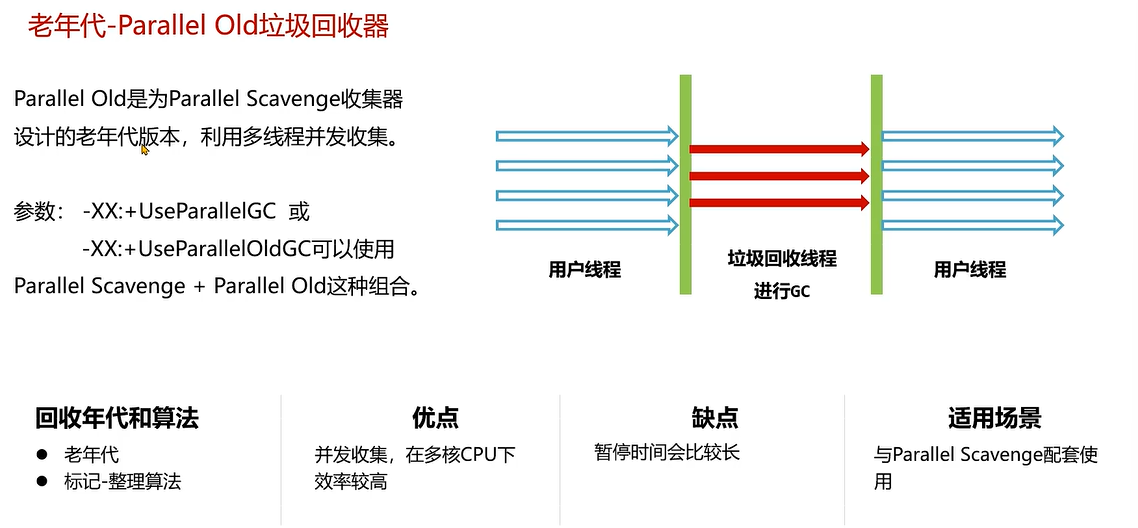 老年代-Parallel Old垃圾回收器
Parallel Old是为Parallel Scavenge收集器
设计的老年代版本，利用多线程并发收集。
参数： -XX:+UseParallelGC 或
-XX:+UseParallelOldGC可以使用
Parallel Scavenge + Parallel Old这种组合。
用户线程
垃圾回收线程
进行GC
用户线程
回收年代和算法
● 老年代
● 标记-整理算法
优点
并发收集，在多核CPU下
效率较高
缺点
暂停时间会比较长
适用场景
与Parallel Scavenge配套使
用